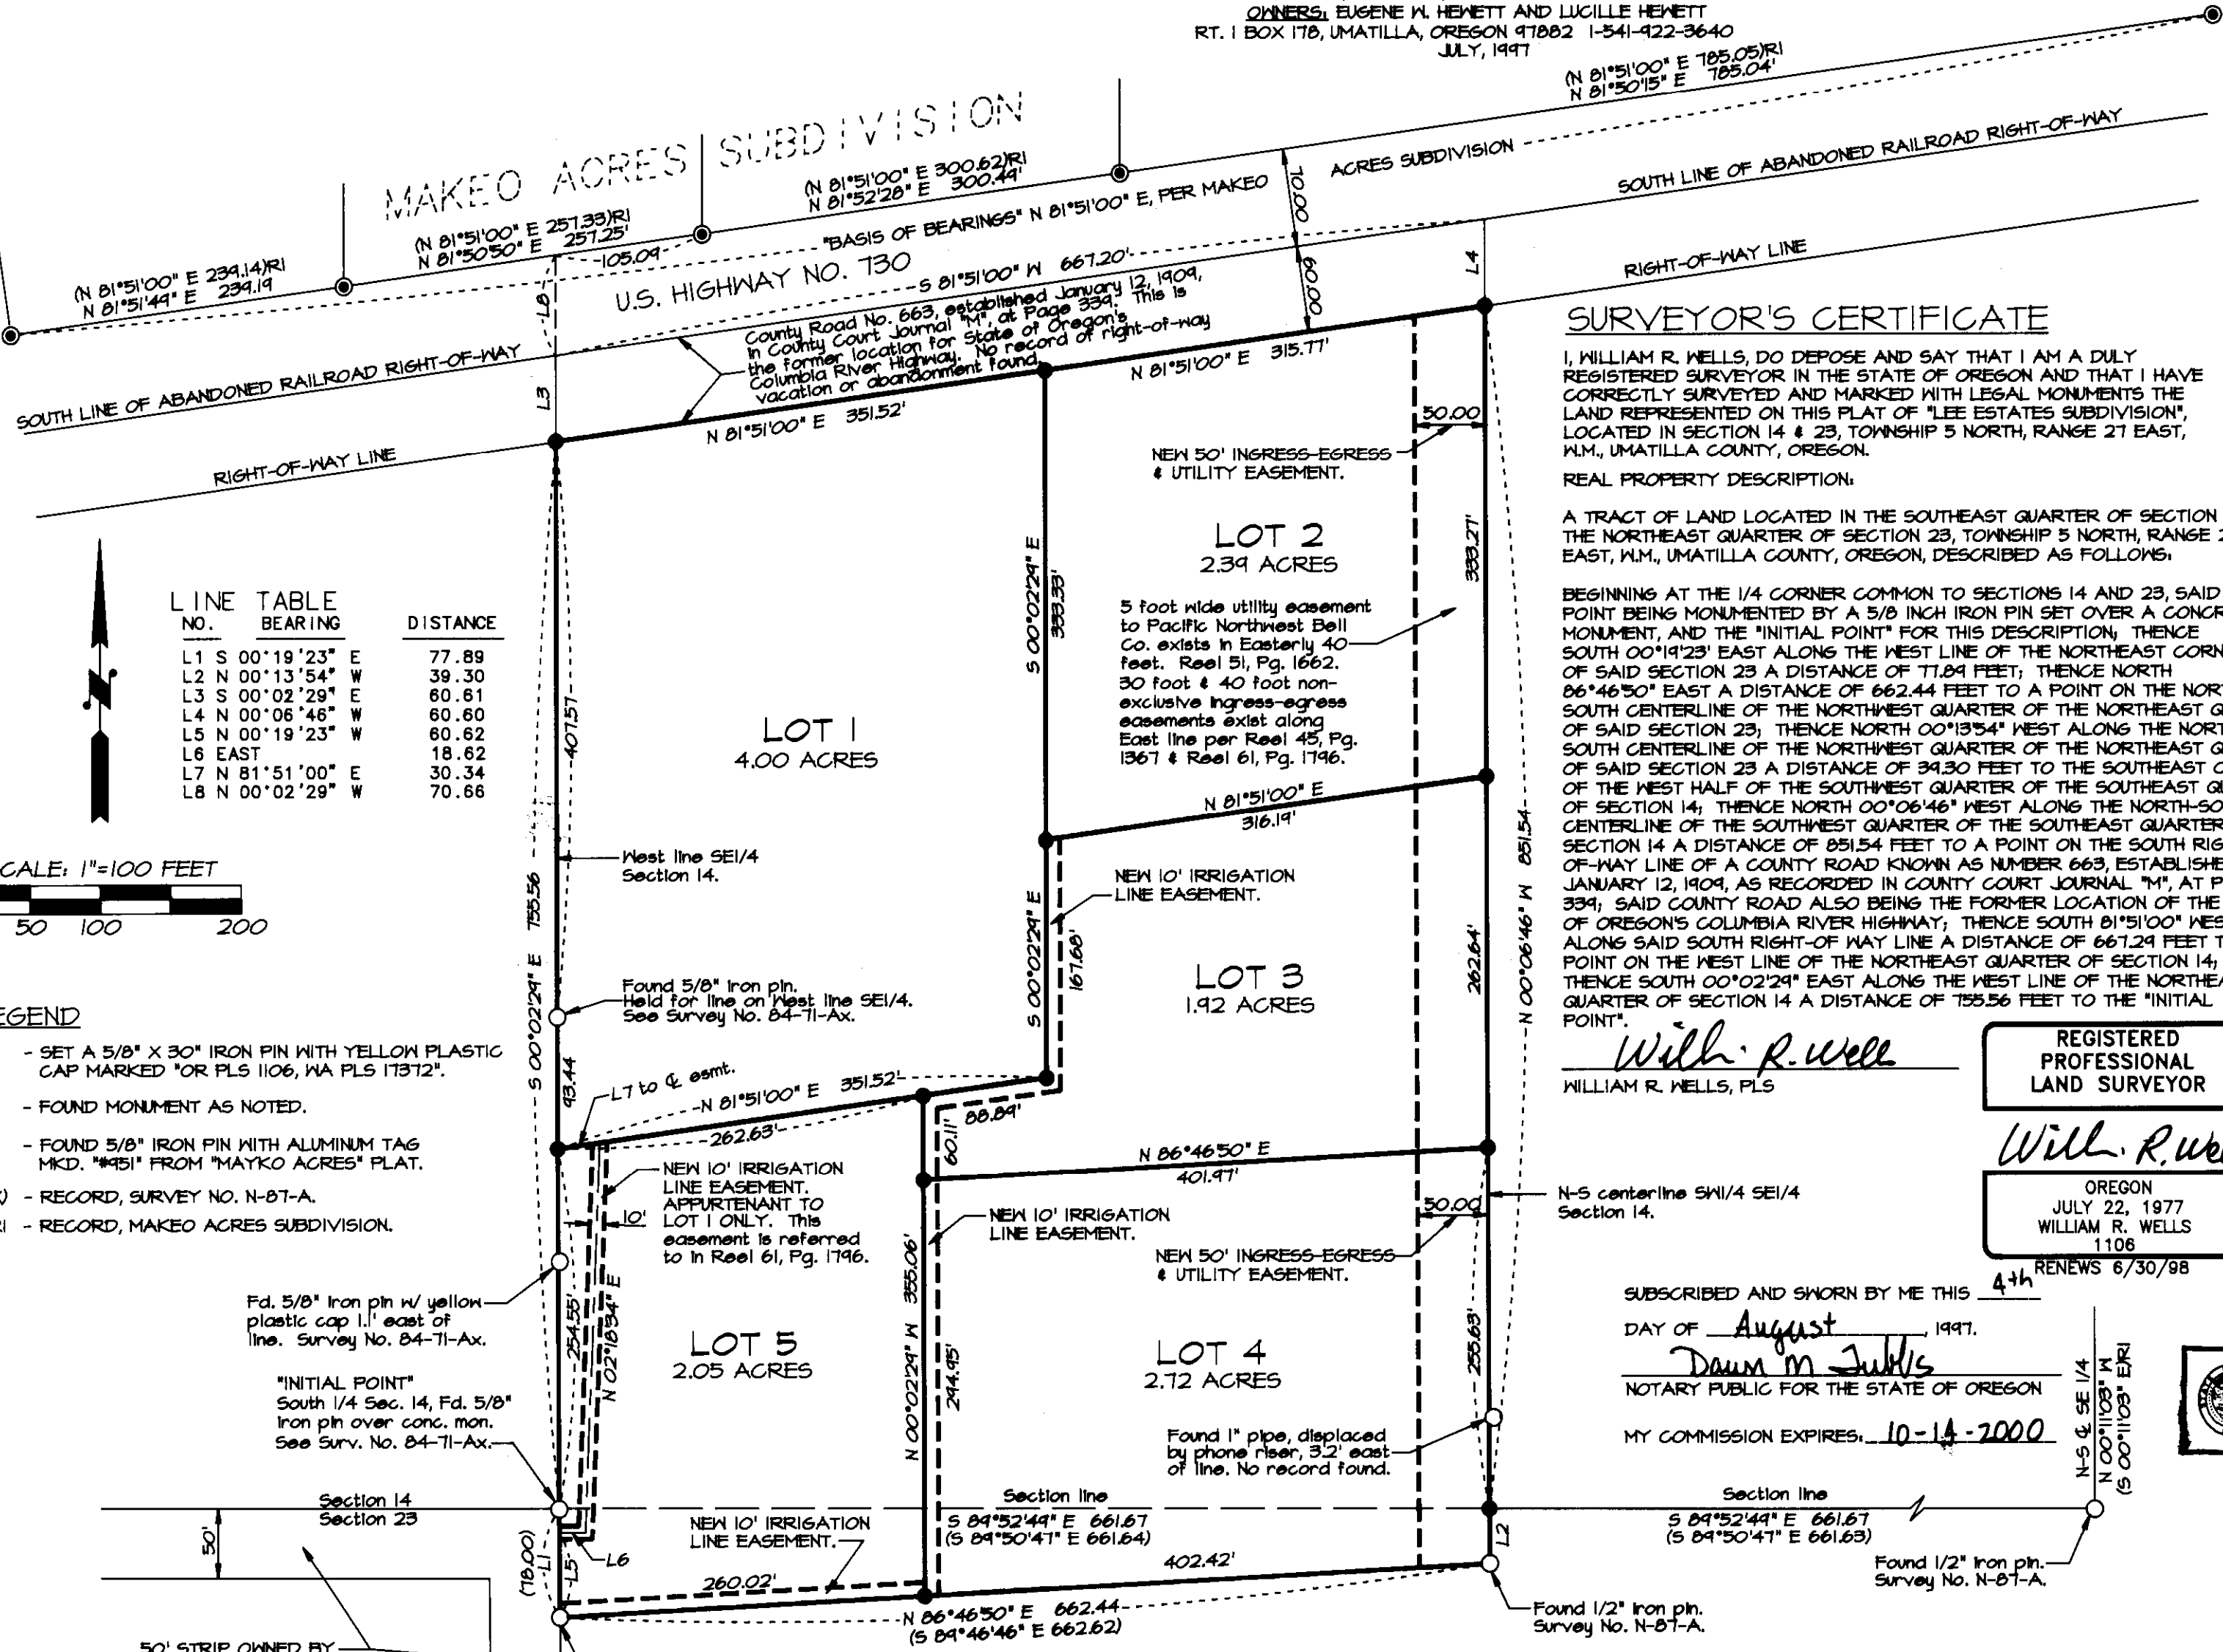 OWNERS: EUGENE W. HEWETT AND LUCILLE HEWETT
RT. 1 BOX 178, UMATILLA, OREGON 97882 1-541-922-3640
JULY, 1997
MAKEO ACRES SUBDIVISION
(N 81°51'00" E 785.05)R1
N 81°50'15" E 785.04'
(N 81°51'00" E 300.62)R1
N 81°52'28" E 300.49'
(N 81°51'00" E 257.33)R1
N 81°50'50" E 257.25'
(N 81°51'00" E 239.14)R1
N 81°51'49" E 239.19
105.09
"BASIS OF BEARINGS" N 81°51'00" E, PER MAKEO
ACRES SUBDIVISION
70.00
60.00
SOUTH LINE OF ABANDONED RAILROAD RIGHT-OF-WAY
RIGHT-OF-WAY LINE
U.S. HIGHWAY NO. 730
S 81°51'00" W 667.20'
County Road No. 663, established January 12, 1909,
in County Court Journal "M", at Page 339. This is
the former location for State of Oregon's
Columbia River Highway. No record of right-of-way
vacation or abandonment found.
SOUTH LINE OF ABANDONED RAILROAD RIGHT-OF-WAY
RIGHT-OF-WAY LINE
L8
L3
L4
N 81°51'00" E 351.52'
N 81°51'00" E 315.77'
50.00
NEW 50' INGRESS-EGRESS
& UTILITY EASEMENT.
LOT 2
2.39 ACRES
5 foot wide utility easement
to Pacific Northwest Bell
Co. exists in Easterly 40
feet. Reel 51, Pg. 1662.
30 foot & 40 foot non-
exclusive ingress-egress
easements exist along
East line per Reel 45, Pg.
1367 & Reel 61, Pg. 1796.
S 00°02'29" E
333.33'
333.27'
N 81°51'00" E
316.19'
LINE TABLE
NO. BEARING DISTANCE
L1 S 00°19'23" E 77.89
L2 N 00°13'54" W 39.30
L3 S 00°02'29" E 60.61
L4 N 00°06'46" W 60.60
L5 N 00°19'23" W 60.62
L6 EAST 18.62
L7 N 81°51'00" E 30.34
L8 N 00°02'29" W 70.66
CALE: 1"=100 FEET
50 100 200
LOT 1
4.00 ACRES
407.57
S 00°02'29" E 755.56
West line SE1/4
Section 14.
Found 5/8" iron pin.
Held for line on West line SE1/4.
See Survey No. 84-71-Ax.
93.44
NEW 10' IRRIGATION
LINE EASEMENT.
S 00°02'29" E
167.68'
LOT 3
1.92 ACRES
262.64'
N 00°06'46" W 851.54
EGEND
- SET A 5/8" X 30" IRON PIN WITH YELLOW PLASTIC
CAP MARKED "OR PLS 1106, WA PLS 17372".
- FOUND MONUMENT AS NOTED.
- FOUND 5/8" IRON PIN WITH ALUMINUM TAG
MKD. "#951" FROM "MAYKO ACRES" PLAT.
) - RECORD, SURVEY NO. N-87-A.
- RECORD, MAKEO ACRES SUBDIVISION.
L7 to ℄ esmt.
N 81°51'00" E 351.52'
262.63'
88.89'
60.11'
N 86°46'50" E
401.97'
NEW 10' IRRIGATION
LINE EASEMENT.
APPURTENANT TO
LOT 1 ONLY. This
easement is referred
to in Reel 61, Pg. 1796.
10'
NEW 10' IRRIGATION
LINE EASEMENT.
50.00
NEW 50' INGRESS-EGRESS
& UTILITY EASEMENT.
N-S centerline SW1/4 SE1/4
Section 14.
Fd. 5/8" iron pin w/ yellow
plastic cap 1.1' east of
line. Survey No. 84-71-Ax.
254.55'
N 02°18'34" E
LOT 5
2.05 ACRES
N 00°02'29" W 355.06'
294.95'
LOT 4
2.72 ACRES
255.63'
"INITIAL POINT"
South 1/4 Sec. 14, Fd. 5/8"
iron pin over conc. mon.
See Surv. No. 84-71-Ax.
Found 1" pipe, displaced
by phone riser, 3.2' east
of line. No record found.
Section 14
Section 23
50'
(78.00)
L1
L5
L6
NEW 10' IRRIGATION
LINE EASEMENT.
Section line
S 89°52'49" E 661.67
(S 89°50'47" E 661.64)
260.02'
402.42'
L2
N 86°46'50" E 662.44
(S 89°46'46" E 662.62)
Section line
S 89°52'49" E 661.67
(S 89°50'47" E 661.63)
Found 1/2" iron pin.
Survey No. N-87-A.
Found 1/2" iron pin.
Survey No. N-87-A.
50' STRIP OWNED BY
SURVEYOR'S CERTIFICATE
I, WILLIAM R. WELLS, DO DEPOSE AND SAY THAT I AM A DULY
REGISTERED SURVEYOR IN THE STATE OF OREGON AND THAT I HAVE
CORRECTLY SURVEYED AND MARKED WITH LEGAL MONUMENTS THE
LAND REPRESENTED ON THIS PLAT OF "LEE ESTATES SUBDIVISION",
LOCATED IN SECTION 14 & 23, TOWNSHIP 5 NORTH, RANGE 27 EAST,
W.M., UMATILLA COUNTY, OREGON.
REAL PROPERTY DESCRIPTION:
A TRACT OF LAND LOCATED IN THE SOUTHEAST QUARTER OF SECTION
THE NORTHEAST QUARTER OF SECTION 23, TOWNSHIP 5 NORTH, RANGE 2
EAST, W.M., UMATILLA COUNTY, OREGON, DESCRIBED AS FOLLOWS:
BEGINNING AT THE 1/4 CORNER COMMON TO SECTIONS 14 AND 23, SAID
POINT BEING MONUMENTED BY A 5/8 INCH IRON PIN SET OVER A CONCR
MONUMENT, AND THE "INITIAL POINT" FOR THIS DESCRIPTION; THENCE
SOUTH 00°19'23' EAST ALONG THE WEST LINE OF THE NORTHEAST CORN
OF SAID SECTION 23 A DISTANCE OF 77.89 FEET; THENCE NORTH
86°46'50" EAST A DISTANCE OF 662.44 FEET TO A POINT ON THE NOR
SOUTH CENTERLINE OF THE NORTHWEST QUARTER OF THE NORTHEAST Q
OF SAID SECTION 23; THENCE NORTH 00°13'54" WEST ALONG THE NORT
SOUTH CENTERLINE OF THE NORTHWEST QUARTER OF THE NORTHEAST Q
OF SAID SECTION 23 A DISTANCE OF 39.30 FEET TO THE SOUTHEAST C
OF THE WEST HALF OF THE SOUTHWEST QUARTER OF THE SOUTHEAST Q
OF SECTION 14; THENCE NORTH 00°06'46" WEST ALONG THE NORTH-SO
CENTERLINE OF THE SOUTHWEST QUARTER OF THE SOUTHEAST QUARTER
SECTION 14 A DISTANCE OF 851.54 FEET TO A POINT ON THE SOUTH RIG
OF-WAY LINE OF A COUNTY ROAD KNOWN AS NUMBER 663, ESTABLISHE
JANUARY 12, 1909, AS RECORDED IN COUNTY COURT JOURNAL "M", AT P
339; SAID COUNTY ROAD ALSO BEING THE FORMER LOCATION OF THE
OF OREGON'S COLUMBIA RIVER HIGHWAY; THENCE SOUTH 81°51'00" WES
ALONG SAID SOUTH RIGHT-OF WAY LINE A DISTANCE OF 667.29 FEET T
POINT ON THE WEST LINE OF THE NORTHEAST QUARTER OF SECTION 14;
THENCE SOUTH 00°02'29" EAST ALONG THE WEST LINE OF THE NORTHEA
QUARTER OF SECTION 14 A DISTANCE OF 755.56 FEET TO THE "INITIAL
POINT".
Willi. R. Well
WILLIAM R. WELLS, PLS
REGISTERED
PROFESSIONAL
LAND SURVEYOR
Will. R. We
OREGON
JULY 22, 1977
WILLIAM R. WELLS
1106
RENEWS 6/30/98
SUBSCRIBED AND SWORN BY ME THIS 4th
DAY OF August, 1997.
Dawn M
NOTARY PUBLIC FOR THE STATE OF OREGON
MY COMMISSION EXPIRES: 10-14-2000
N-S ℄ SE 1/4
N 00°11'03" W
(S 00°11'03" E)R1